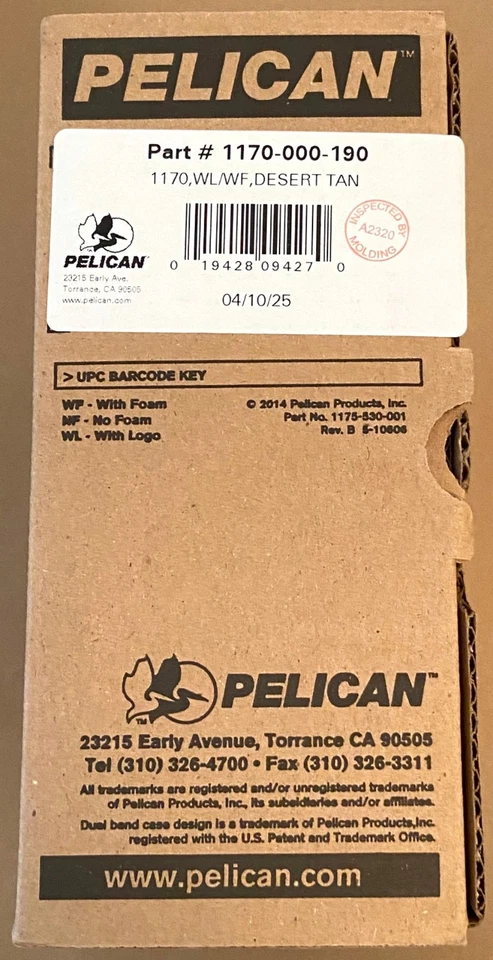 PELICAN™
Part # 1170-000-190
1170,WL/WF,DESERT TAN
INSPECTED BY
A2320
MOLDING
PELICAN
23215 Early Ave.
Torrance, CA 90505
www.pelican.com
0 19428 09427 0
04/10/25
> UPC BARCODE KEY
WF - With Foam
NF - No Foam
WL - With Logo
© 2014 Pelican Products, Inc.
Part No. 1175-530-001
Rev. B 5-10606
PELICAN™
23215 Early Avenue, Torrance CA 90505
Tel (310) 326-4700 • Fax (310) 326-3311
All trademarks are registered and/or unregistered trademarks
of Pelican Products, Inc., its subsidiaries and/or affiliates.
Dual band case design is a trademark of Pelican Products,Inc.
registered with the U.S. Patent and Trademark Office.
www.pelican.com